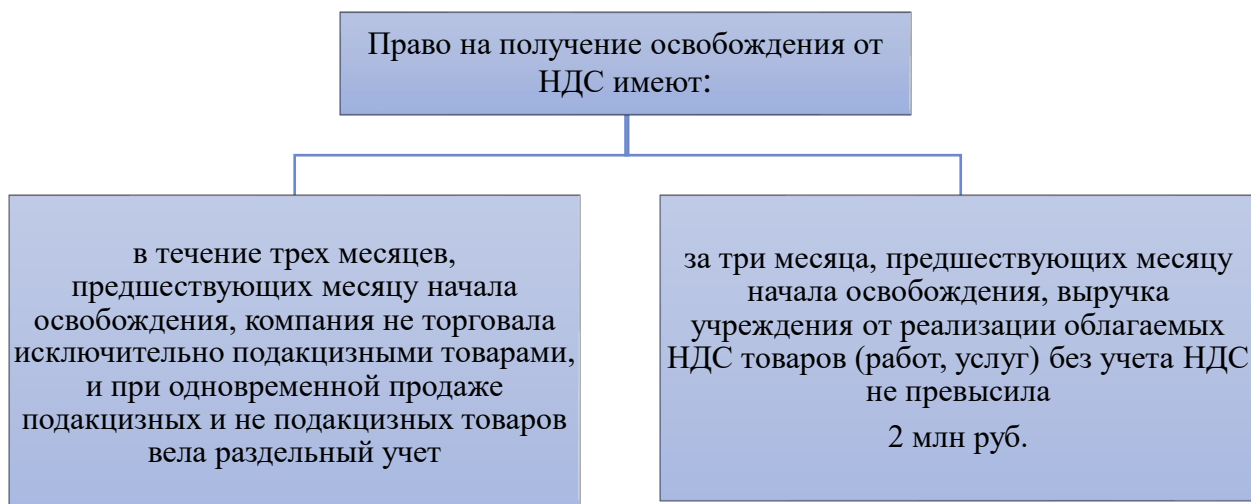 Право на получение освобождения от
НДС имеют:
в течение трех месяцев,
предшествующих месяцу начала
освобождения, компания не торговала
исключительно подакцизными товарами,
и при одновременной продаже
подакцизных и не подакцизных товаров
вела раздельный учет
за три месяца, предшествующих месяцу
начала освобождения, выручка
учреждения от реализации облагаемых
НДС товаров (работ, услуг) без учета НДС
не превысила
2 млн руб.